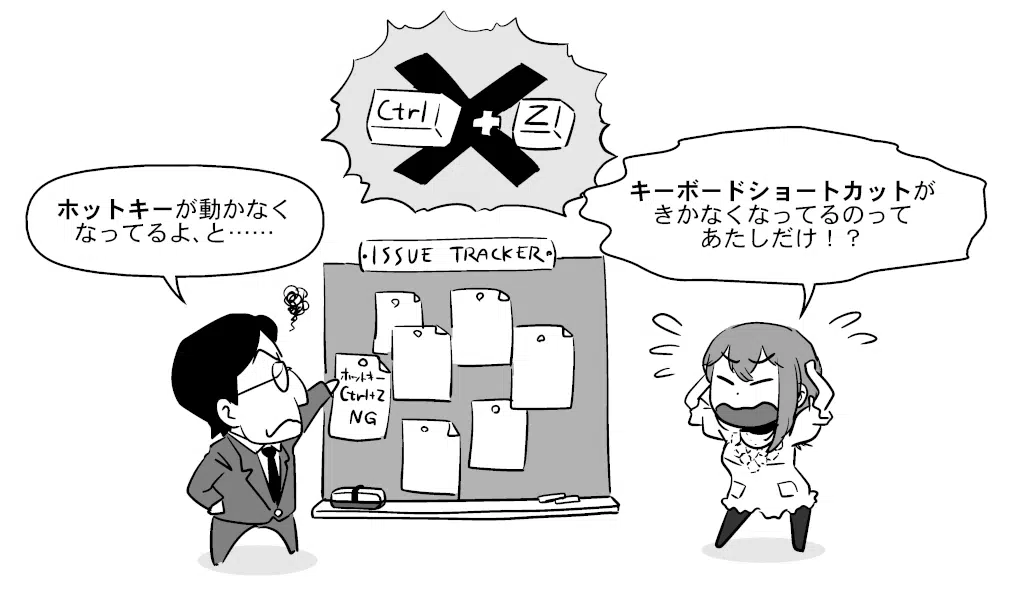 Ctrl + Z
ホットキーが動かなく
なってるよ、と……
キーボードショートカットが
きかなくなってるのって
あたしだけ！？
ISSUE TRACKER
ホットキー
Ctrl+Z
NG